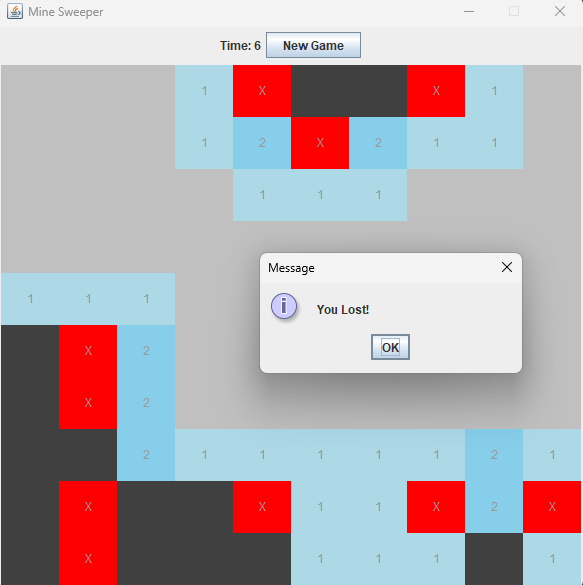 Mine Sweeper
Time: 6 New Game
1 X X 1
1 2 X 2 1 1
1 1 1
Message
You Lost!
OK
1 1 1
X 2
X 2
2 1 1 1 1 1 2 1
X X 1 1 X 2 X
X 1 1 1 1